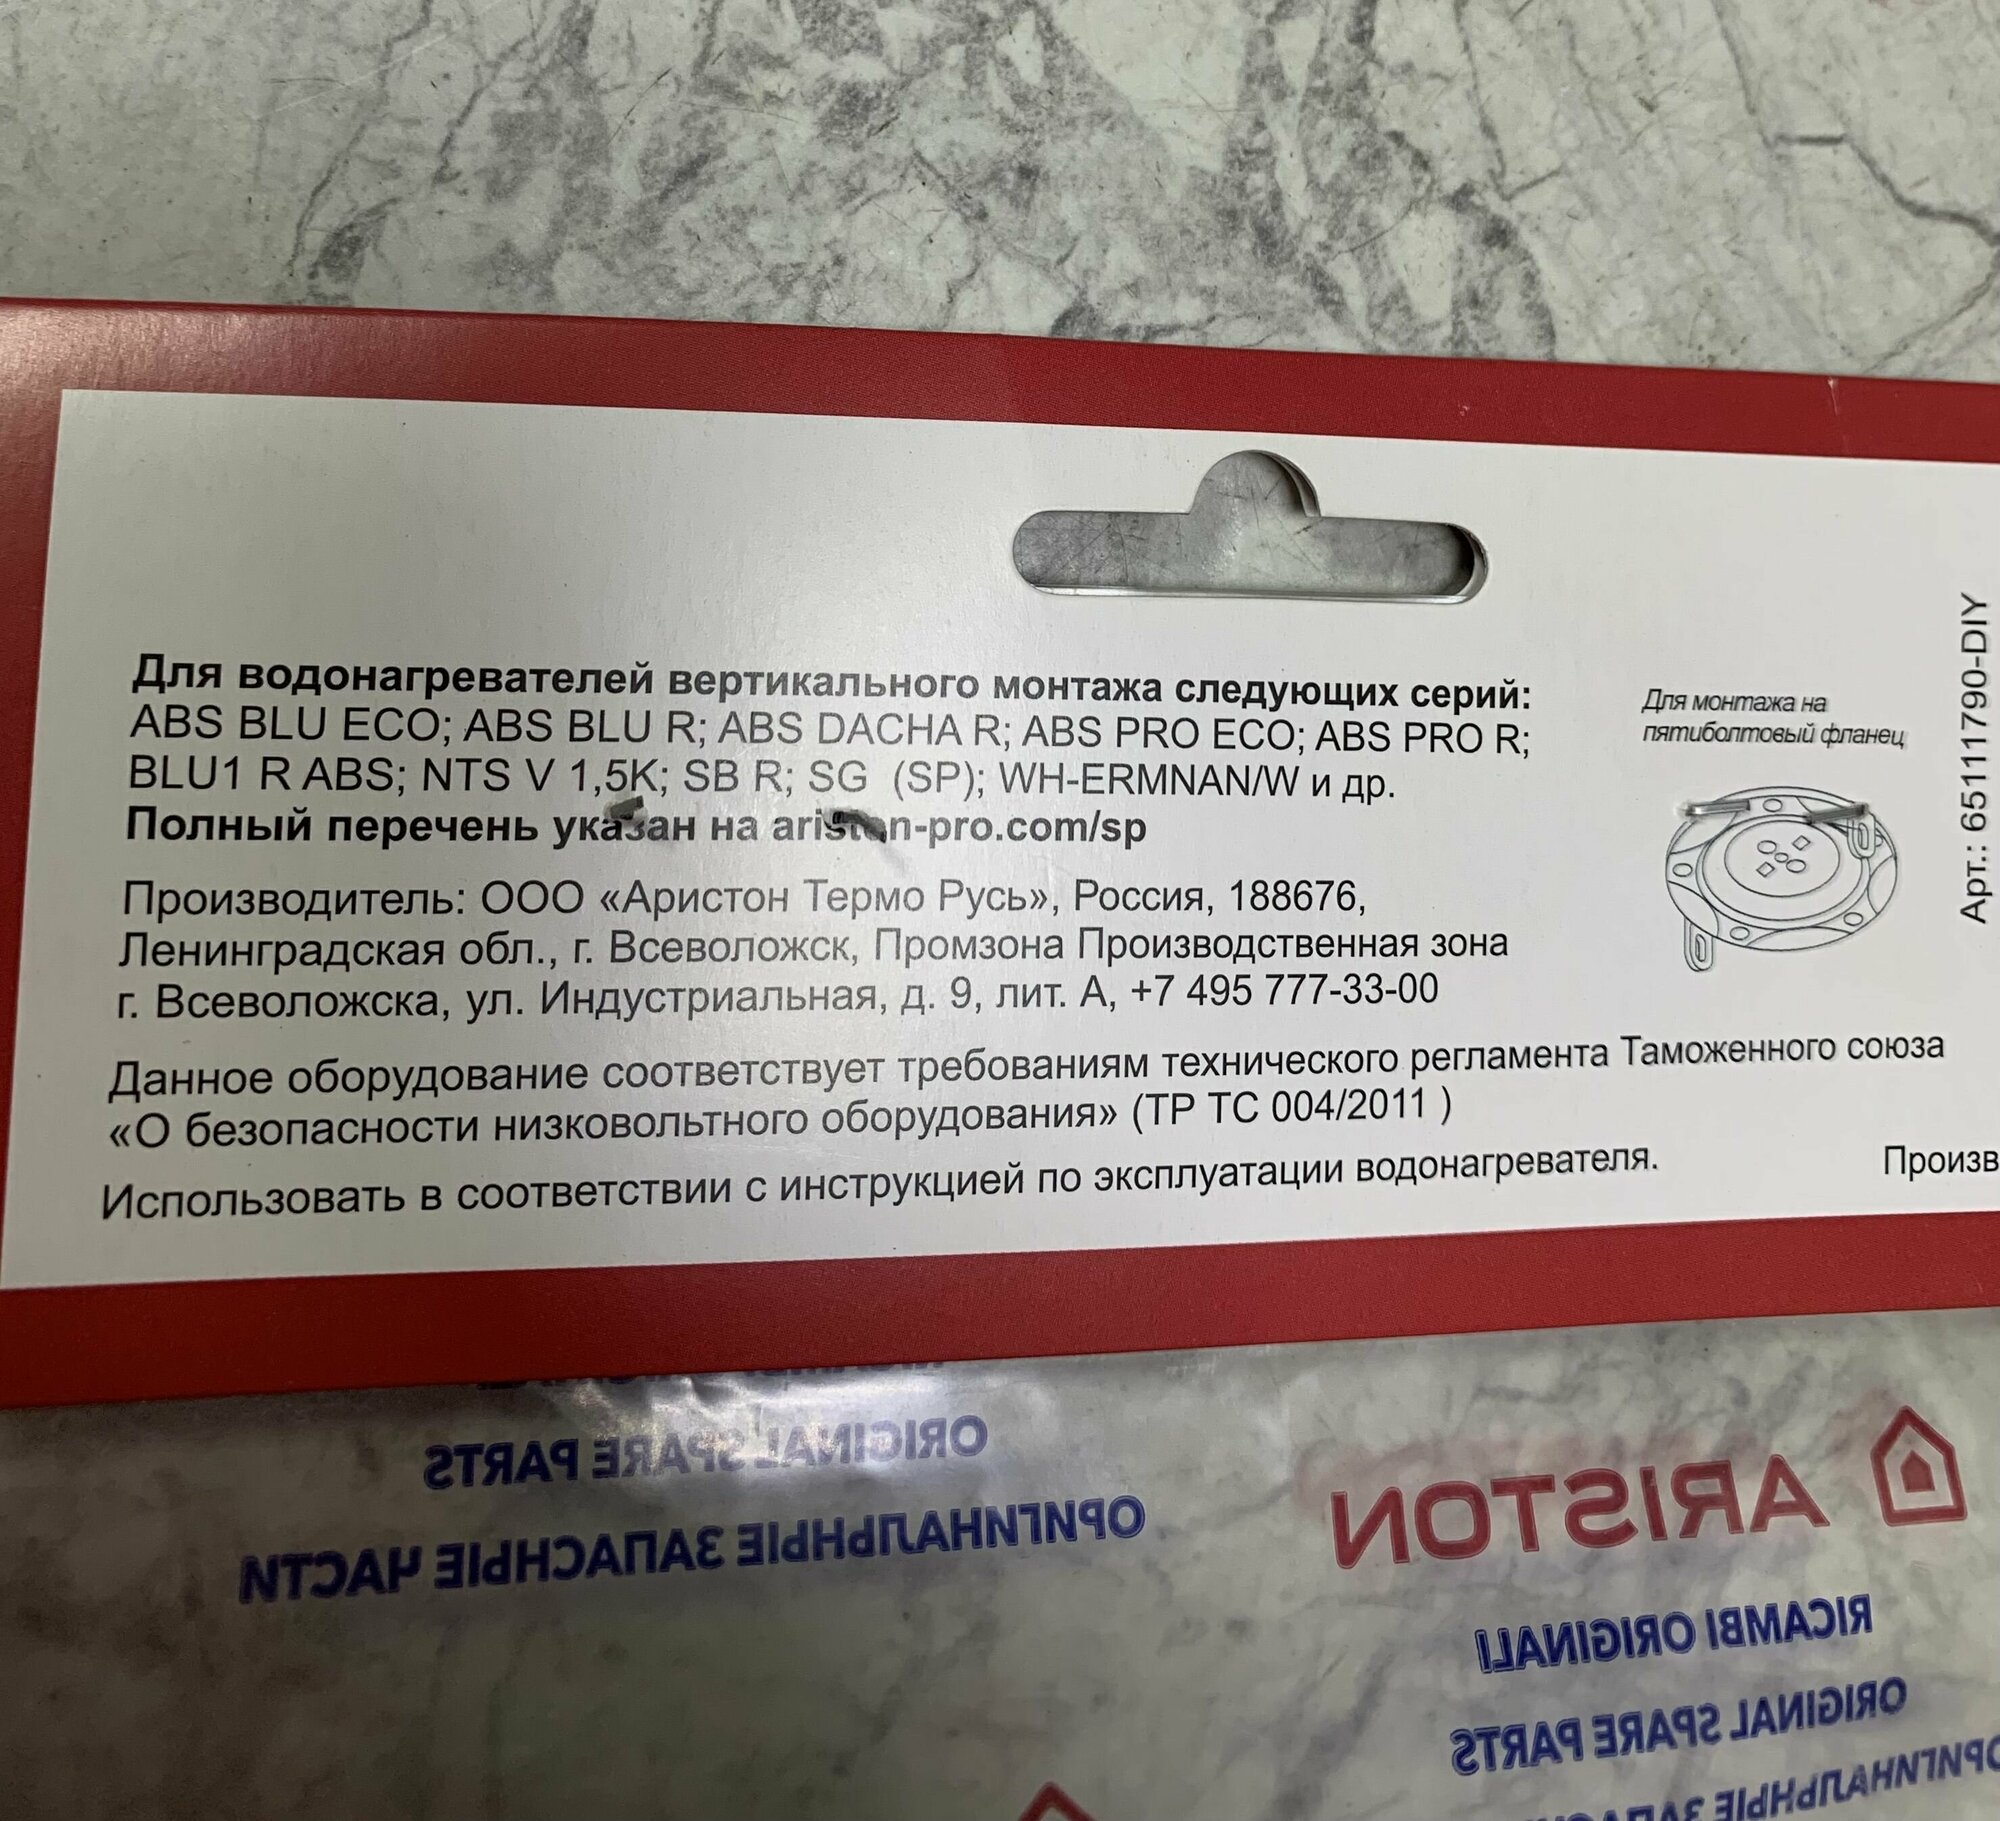 Для водонагревателей вертикального монтажа следующих серий:
ABS BLU ECO; ABS BLU R; ABS DACHA R; ABS PRO ECO; ABS PRO R;
BLU1 R ABS; NTS V 1,5K; SB R; SG (SP); WH-ERMNAN/W и др.
Полный перечень указан на ariston-pro.com/sp
Производитель: ООО «Аристон Термо Русь», Россия, 188676,
Ленинградская обл., г. Всеволожск, Промзона Производственная зона
г. Всеволожска, ул. Индустриальная, д. 9, лит. А, +7 495 777-33-00
Данное оборудование соответствует требованиям технического регламента Таможенного союза
«О безопасности низковольтного оборудования» (ТР ТС 004/2011 )
Использовать в соответствии с инструкцией по эксплуатации водонагревателя.
Произв
Для монтажа на
пятиболтовый фланец
Арт.: 65111790-DIY
ORIGINAL SPARE PARTS
ОРИГИНАЛЬНЫЕ ЗАПАСНЫЕ ЧАСТИ
ARISTON
RICAMBI ORIGINALI
ORIGINAL SPARE PARTS